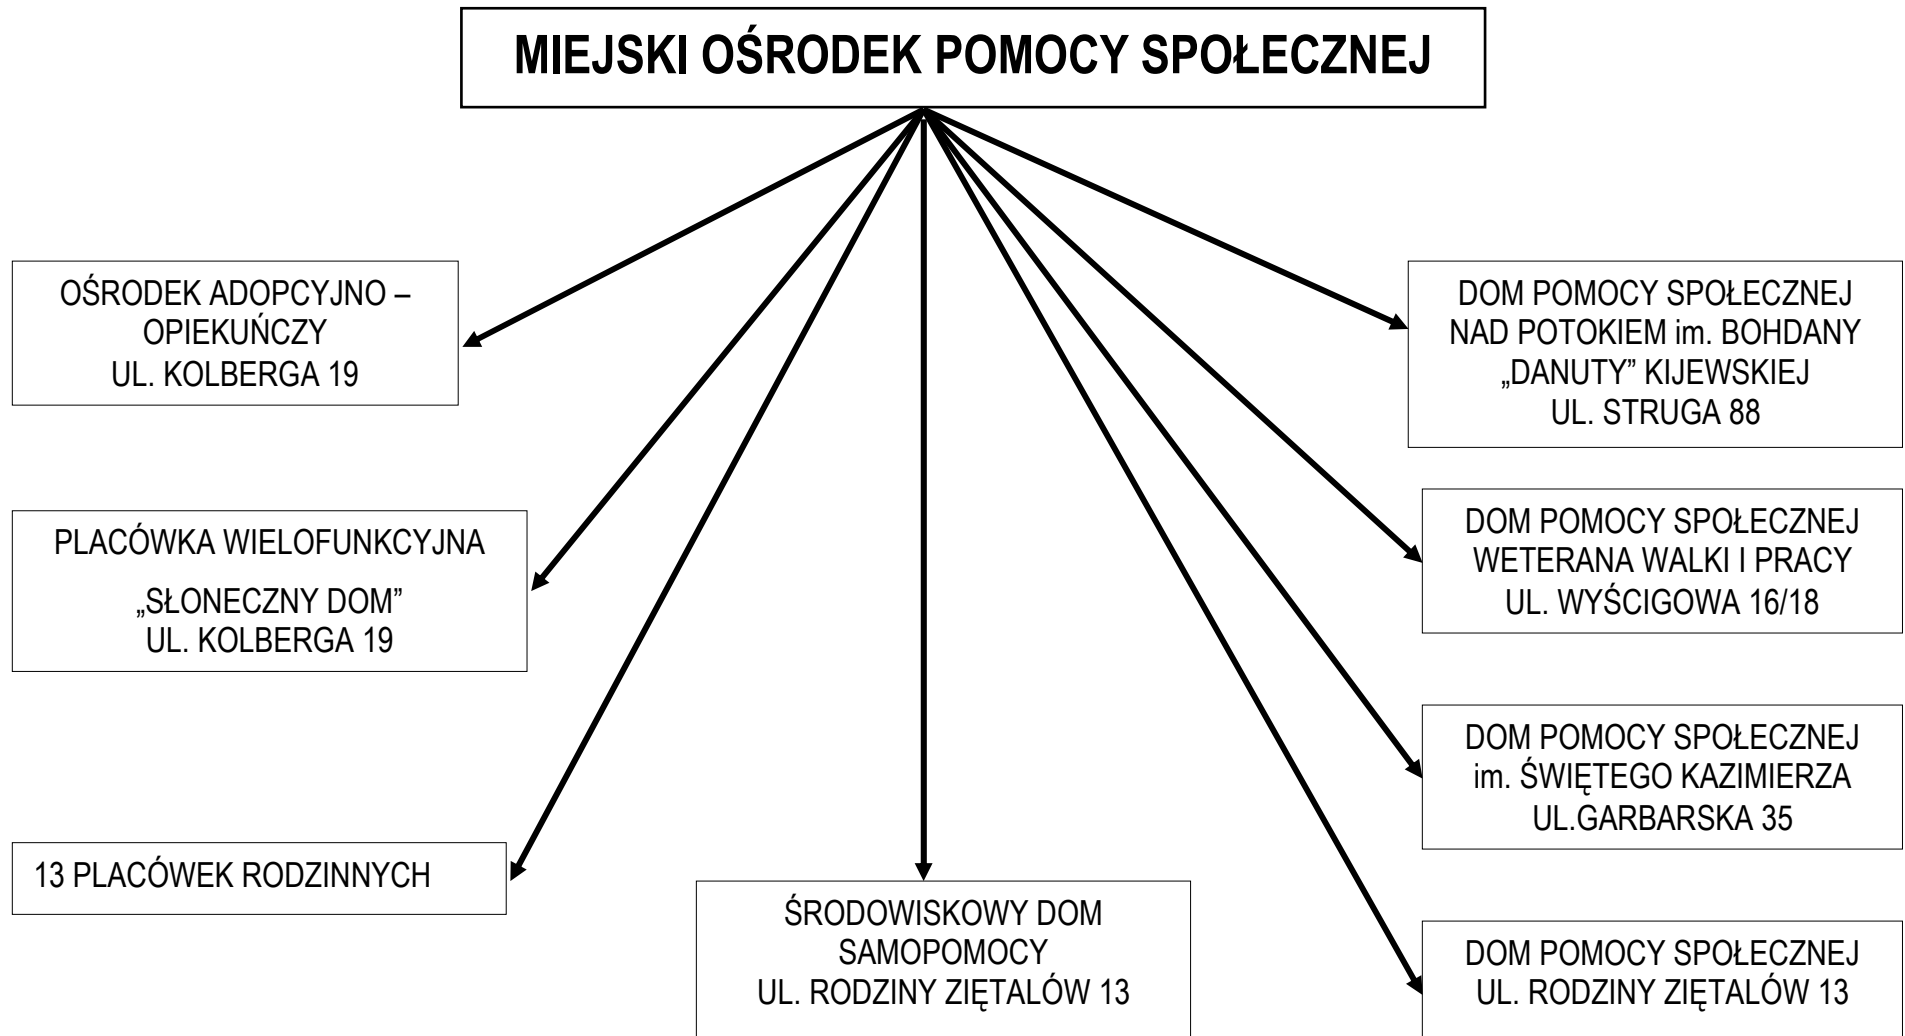 MIEJSKI OŚRODEK POMOCY SPOŁECZNEJ
OŚRODEK ADOPCYJNO –
OPIEKUŃCZY
UL. KOLBERGA 19
PLACÓWKA WIELOFUNKCYJNA
„SŁONECZNY DOM”
UL. KOLBERGA 19
13 PLACÓWEK RODZINNYCH
ŚRODOWISKOWY DOM
SAMOPOMOCY
UL. RODZINY ZIĘTALÓW 13
DOM POMOCY SPOŁECZNEJ
NAD POTOKIEM im. BOHDANY
„DANUTY” KIJEWSKIEJ
UL. STRUGA 88
DOM POMOCY SPOŁECZNEJ
WETERANA WALKI I PRACY
UL. WYŚCIGOWA 16/18
DOM POMOCY SPOŁECZNEJ
im. ŚWIĘTEGO KAZIMIERZA
UL.GARBARSKA 35
DOM POMOCY SPOŁECZNEJ
UL. RODZINY ZIĘTALÓW 13